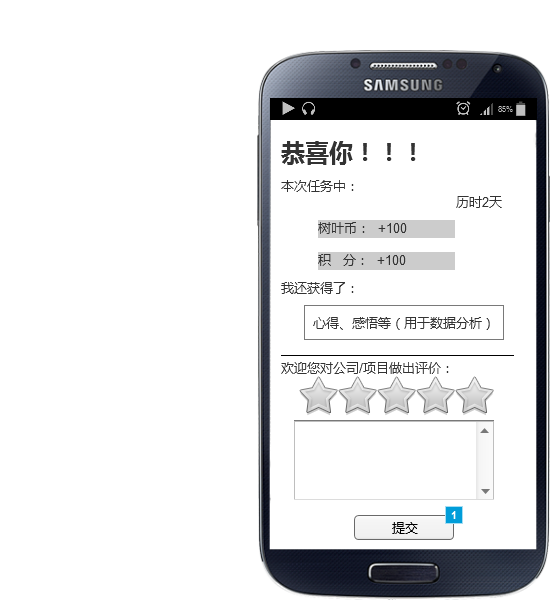 SAMSUNG
85%
恭喜你！！！
本次任务中：
历时2天
树叶币： +100
积 分： +100
我还获得了：
心得、感悟等（用于数据分析）
欢迎您对公司/项目做出评价：
1
提交